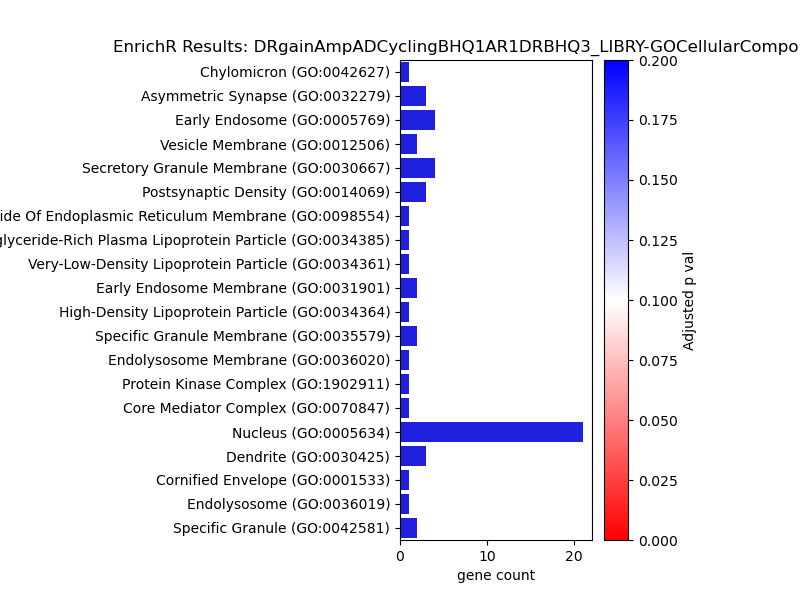 EnrichR Results: DRgainAmpADCyclingBHQ1AR1DRBHQ3_LIBRY-GOCellularCompo
Chylomicron (GO:0042627)
Asymmetric Synapse (GO:0032279)
Early Endosome (GO:0005769)
Vesicle Membrane (GO:0012506)
Secretory Granule Membrane (GO:0030667)
Postsynaptic Density (GO:0014069)
ide Of Endoplasmic Reticulum Membrane (GO:0098554)
glyceride-Rich Plasma Lipoprotein Particle (GO:0034385)
Very-Low-Density Lipoprotein Particle (GO:0034361)
Early Endosome Membrane (GO:0031901)
High-Density Lipoprotein Particle (GO:0034364)
Specific Granule Membrane (GO:0035579)
Endolysosome Membrane (GO:0036020)
Protein Kinase Complex (GO:1902911)
Core Mediator Complex (GO:0070847)
Nucleus (GO:0005634)
Dendrite (GO:0030425)
Cornified Envelope (GO:0001533)
Endolysosome (GO:0036019)
Specific Granule (GO:0042581)
0 10 20
gene count
0.200
0.175
0.150
0.125
0.100
0.075
0.050
0.025
0.000
Adjusted p val